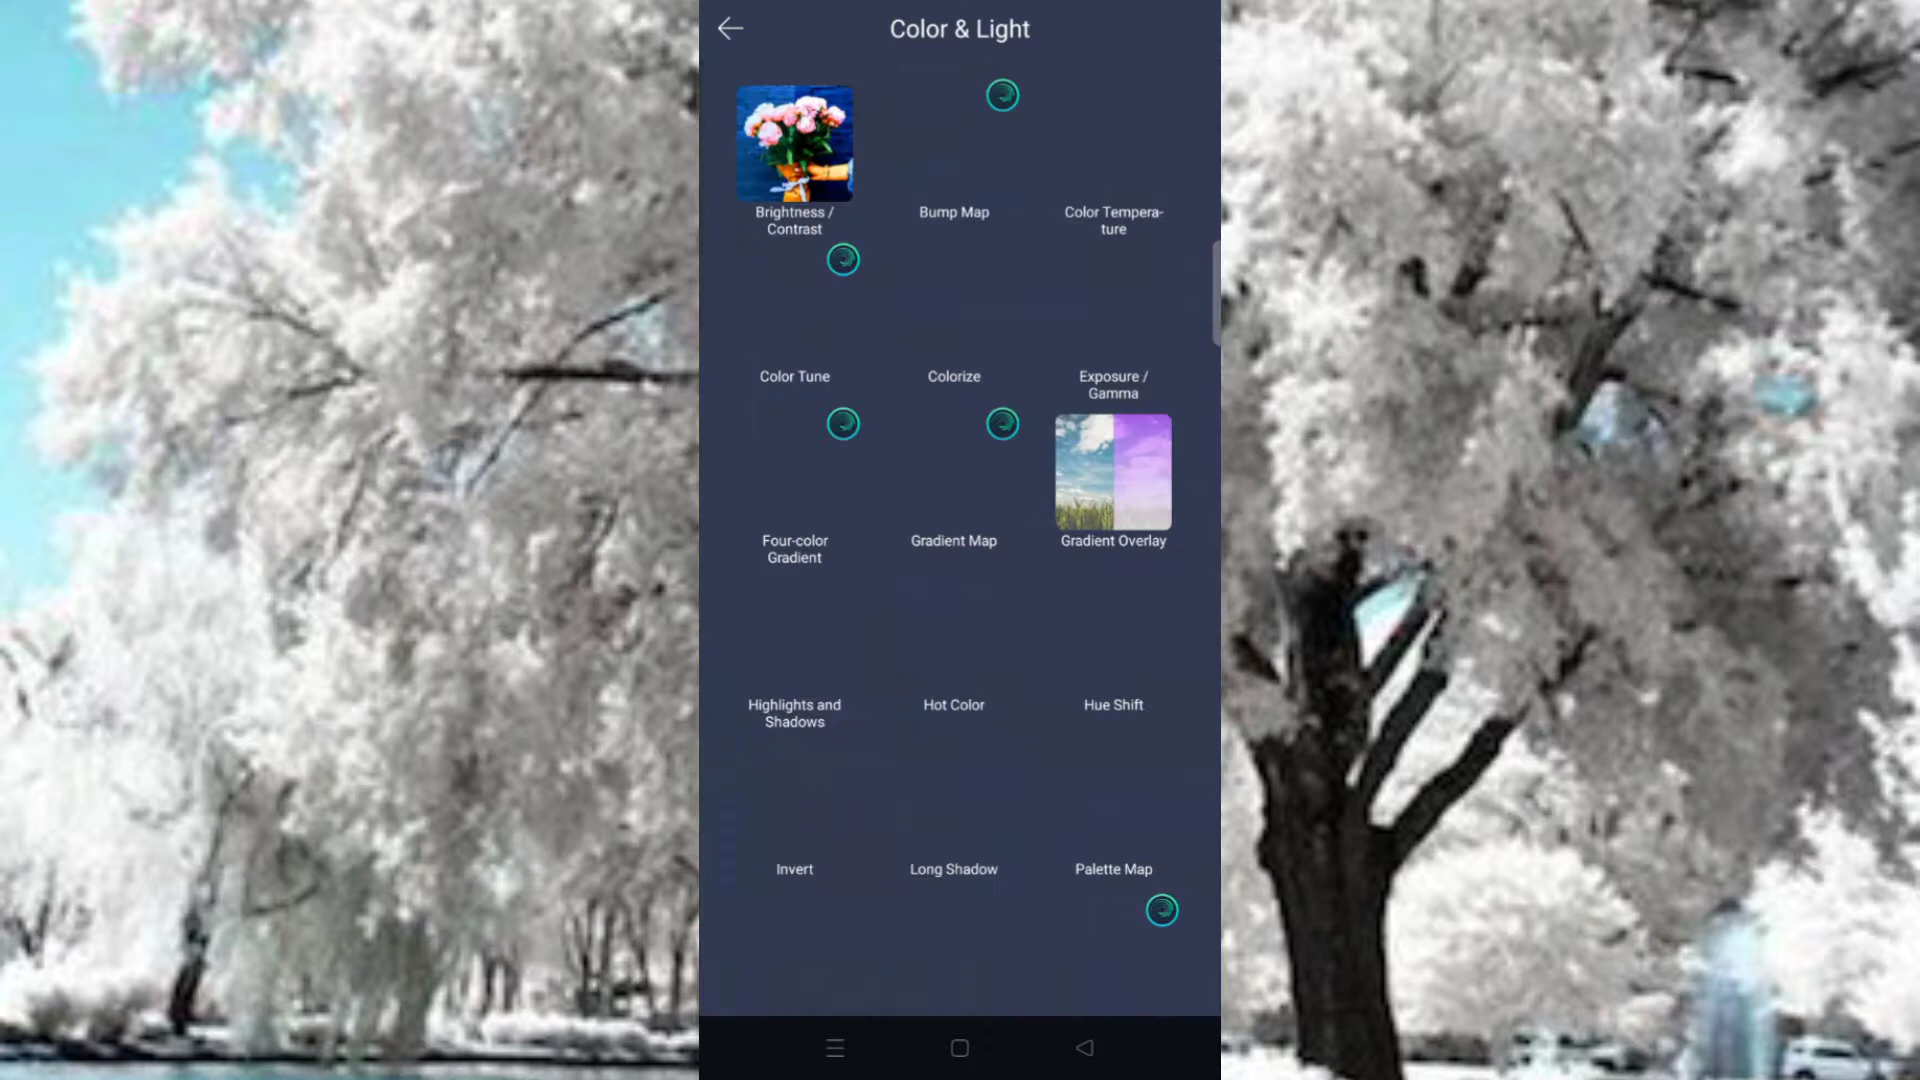 Color & Light
Brightness /
Contrast
Bump Map
Color Tempera-
ture
Color Tune
Colorize
Exposure /
Gamma
Four-color
Gradient
Gradient Map
Gradient Overlay
Highlights and
Shadows
Hot Color
Hue Shift
Invert
Long Shadow
Palette Map